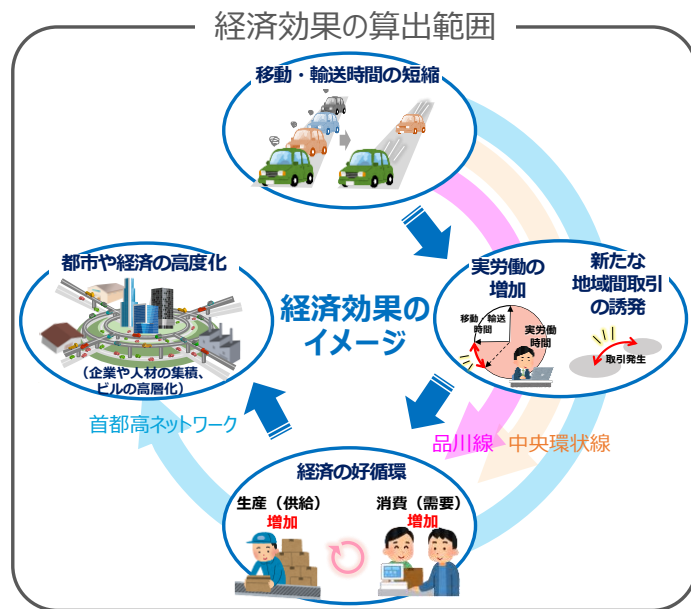 経済効果の算出範囲
移動・輸送時間の短縮
都市や経済の高度化
(企業や人材の集積、
ビルの高層化)
経済効果の
イメージ
実労働の
増加
移動/輸送
時間
実労働
時間
新たな
地域間取引
の誘発
取引発生
首都高ネットワーク
品川線
中央環状線
経済の好循環
生産(供給)
増加
消費(需要)
増加